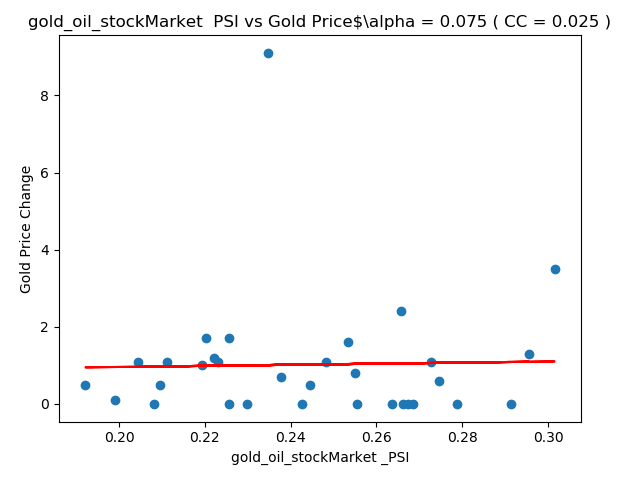 gold_oil_stockMarket  PSI vs Gold Price$\alpha = 0.075 ( CC = 0.025 )
8
6
4
2
0
Gold Price Change
0.20 0.22 0.24 0.26 0.28 0.30
gold_oil_stockMarket _PSI